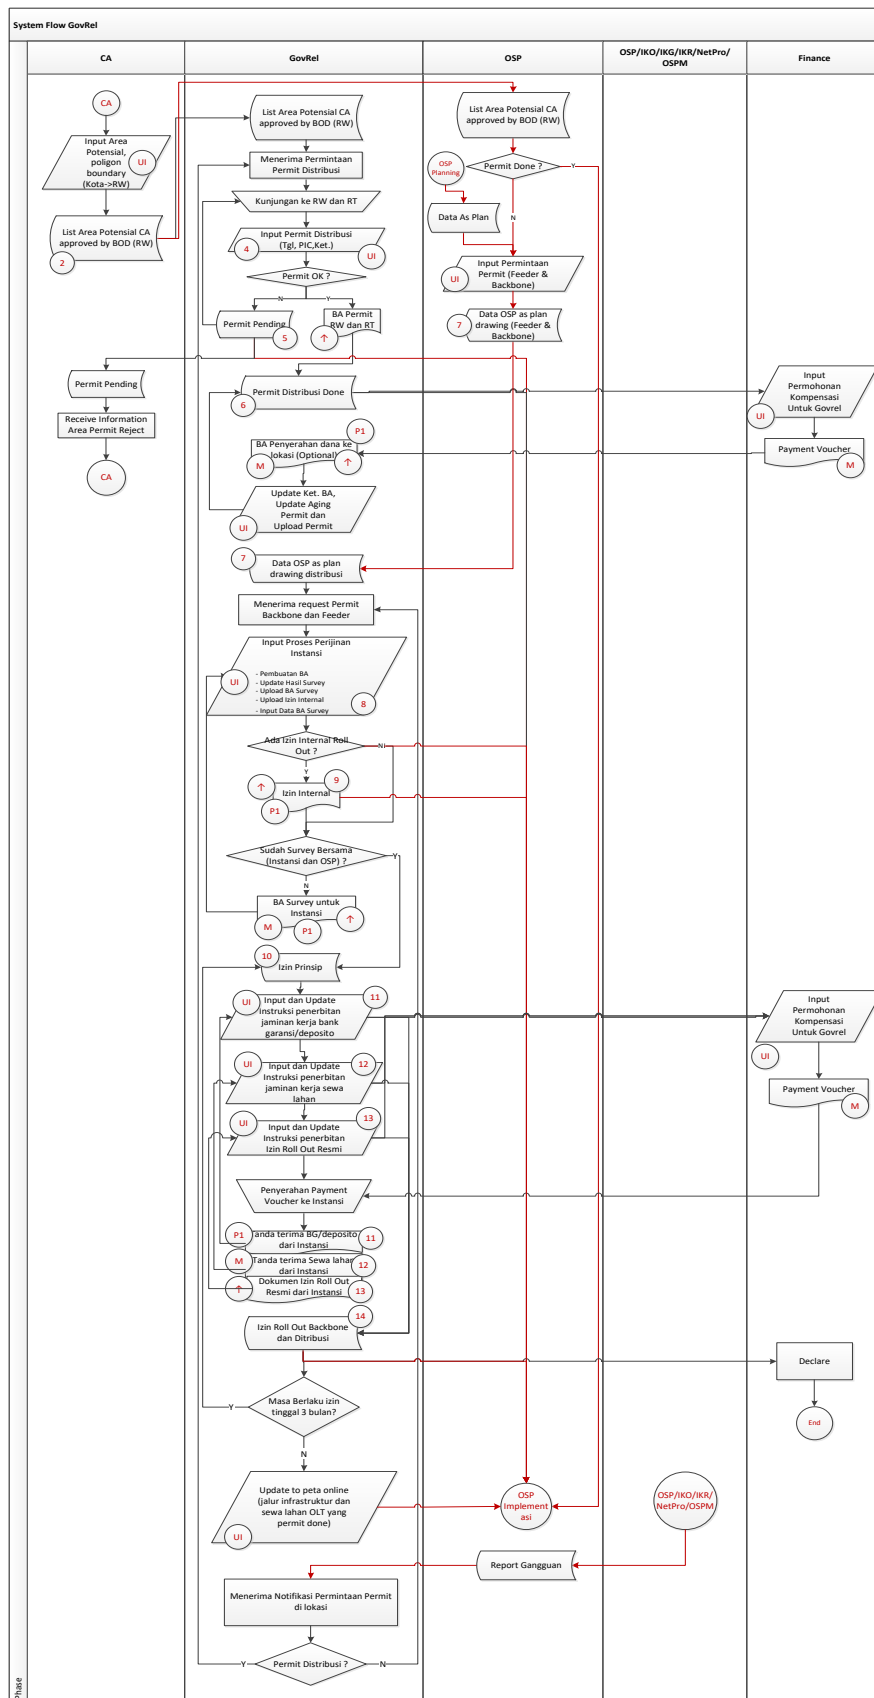 System Flow GovRel
CA
GovRel
OSP
OSP/IKO/IKG/IKR/NetPro/
OSPM
Finance
CA
Input Area
Potensial,
poligon
boundary
(Kota->RW)
UI
List Area Potensial CA
approved by BOD (RW)
2
List Area Potensial CA
approved by BOD (RW)
Menerima Permintaan
Permit Distribusi
Kunjungan ke RW dan RT
Input Permit Distribusi
(Tgl, PIC,Ket.)
4
UI
Permit OK ?
N
Y
Permit Pending
5
BA Permit
RW dan RT
↑
List Area Potensial CA
approved by BOD (RW)
Permit Done ?
Y
N
OSP
Planning
Data As Plan
Input Permintaan
Permit (Feeder &
Backbone)
UI
Data OSP as plan
drawing (Feeder &
Backbone)
7
Permit Pending
Receive Information
Area Permit Reject
CA
Permit Distribusi Done
6
Input
Permohonan
Kompensasi
Untuk Govrel
UI
Payment Voucher
M
P1
BA Penyerahan dana ke
lokasi (Optional)
M
↑
Update Ket. BA,
Update Aging
Permit dan
Upload Permit
UI
7
Data OSP as plan
drawing distribusi
Menerima request Permit
Backbone dan Feeder
Input Proses Perijinan
Instansi
- Pembuatan BA
- Update Hasil Survey
- Upload BA Survey
- Upload Izin Internal
- Input Data BA Survey
UI
8
Ada Izin Internal Roll
Out ?
N
Y
↑
9
Izin Internal
P1
Sudah Survey Bersama
(Instansi dan OSP) ?
Y
N
BA Survey untuk
Instansi
M
P1
↑
10
Izin Prinsip
UI
11
Input dan Update
Instruksi penerbitan
jaminan kerja bank
garansi/deposito
UI
12
Input dan Update
Instruksi penerbitan
jaminan kerja sewa
lahan
UI
13
Input dan Update
Instruksi penerbitan
Izin Roll Out Resmi
Input
Permohonan
Kompensasi
Untuk Govrel
UI
Payment Voucher
M
Penyerahan Payment
Voucher ke Instansi
P1
Tanda terima BG/deposito
dari Instansi
11
M
Tanda terima Sewa lahan
dari Instansi
12
↑
Dokumen Izin Roll Out
Resmi dari Instansi
13
14
Izin Roll Out Backbone
dan Ditribusi
Declare
End
Masa Berlaku izin
tinggal 3 bulan?
Y
N
Update to peta online
(jalur infrastruktur dan
sewa lahan OLT yang
permit done)
UI
OSP
Implement
asi
OSP/IKO/IKR/
NetPro/OSPM
Report Gangguan
Menerima Notifikasi Permintaan Permit
di lokasi
Permit Distribusi ?
Y
N
Phase